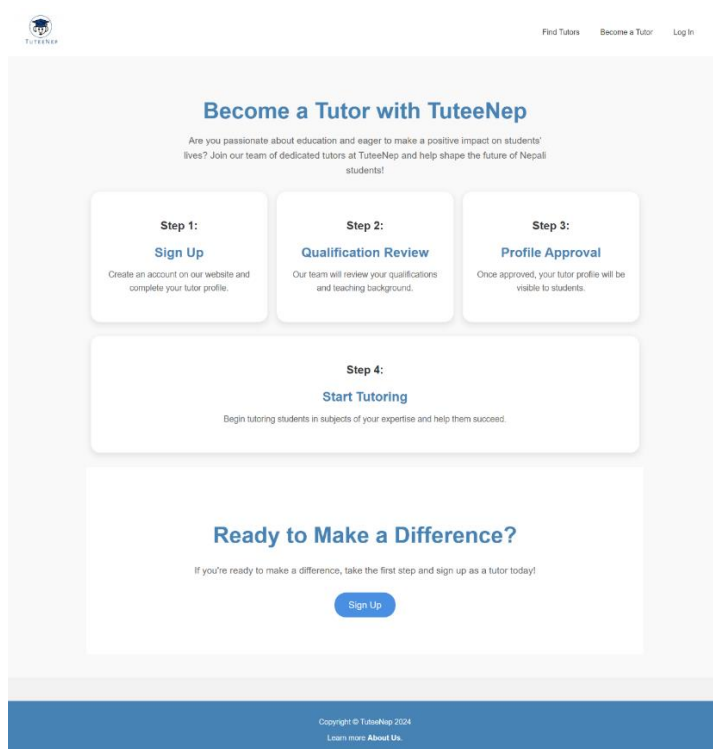 TUTEENEP
Find Tutors
Become a Tutor
Log In
Become a Tutor with TuteeNep
Are you passionate about education and eager to make a positive impact on students'
lives? Join our team of dedicated tutors at TuteeNep and help shape the future of Nepali
students!
Step 1:
Sign Up
Create an account on our website and
complete your tutor profile.
Step 2:
Qualification Review
Our team will review your qualifications
and teaching background.
Step 3:
Profile Approval
Once approved, your tutor profile will be
visible to students.
Step 4:
Start Tutoring
Begin tutoring students in subjects of your expertise and help them succeed.
Ready to Make a Difference?
If you're ready to make a difference, take the first step and sign up as a tutor today!
Sign Up
Copyright © TuteeNep 2024
Learn more About Us.